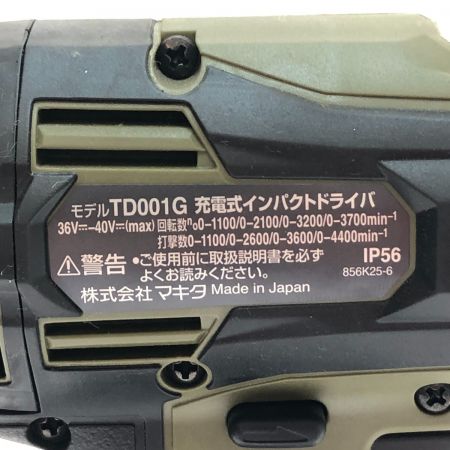 モデルTD001G 充電式インパクトドライバ
36V⎓-40V⎓(max) 回転数n₀0-1100/0-2100/0-3200/0-3700min⁻¹
打撃数0-1100/0-2600/0-3600/0-4400min⁻¹
⚠警告 •ご使用前に取扱説明書を必ず IP56
よくお読みください。 856K25-6
株式会社マキタ Made in Japan